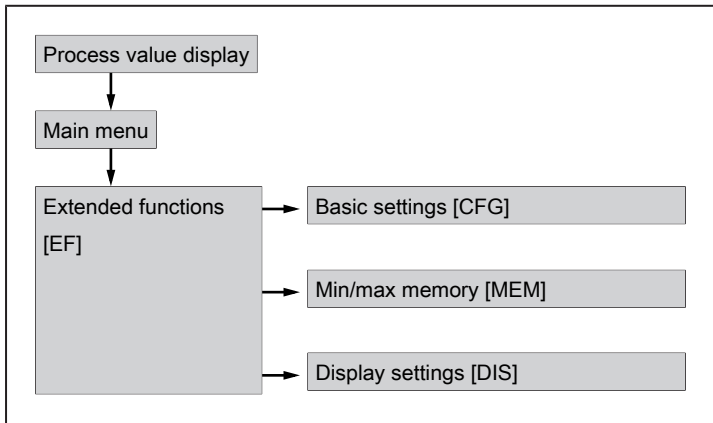 Process value display
Main menu
Extended functions
[EF]
Basic settings [CFG]
Min/max memory [MEM]
Display settings [DIS]